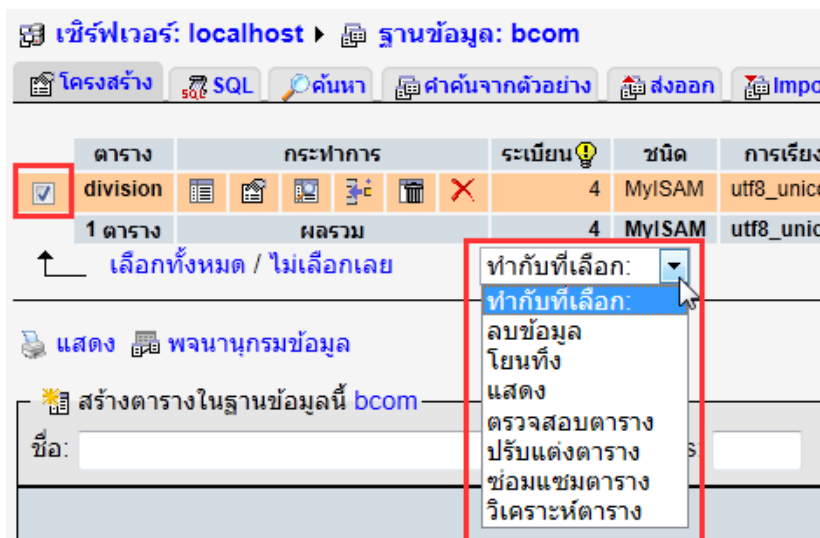 เซิร์ฟเวอร์: localhost ▸ ฐานข้อมูล: bcom
โครงสร้าง SQL ค้นหา คำค้นจากตัวอย่าง ส่งออก Impo
ตาราง กระทำการ ระเบียน ชนิด การเรียง
division 4 MyISAM utf8_unic
1 ตาราง ผลรวม 4 MyISAM utf8_unic
เลือกทั้งหมด / ไม่เลือกเลย ทำกับที่เลือก:
ทำกับที่เลือก:
ลบข้อมูล
โยนทิ้ง
แสดง
ตรวจสอบตาราง
ปรับแต่งตาราง
ซ่อมแซมตาราง
วิเคราะห์ตาราง
แสดง พจนานุกรมข้อมูล
สร้างตารางในฐานข้อมูลนี้ bcom
ชื่อ: s: